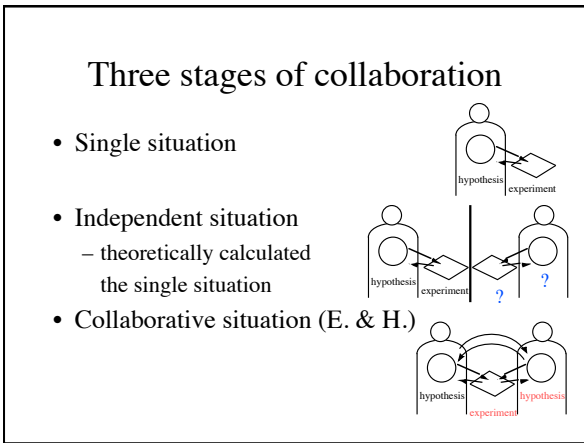 Three stages of collaboration
• Single situation
hypothesis
experiment
• Independent situation
– theoretically calculated
the single situation
hypothesis
experiment
?
?
• Collaborative situation (E. & H.)
hypothesis
hypothesis
experiment